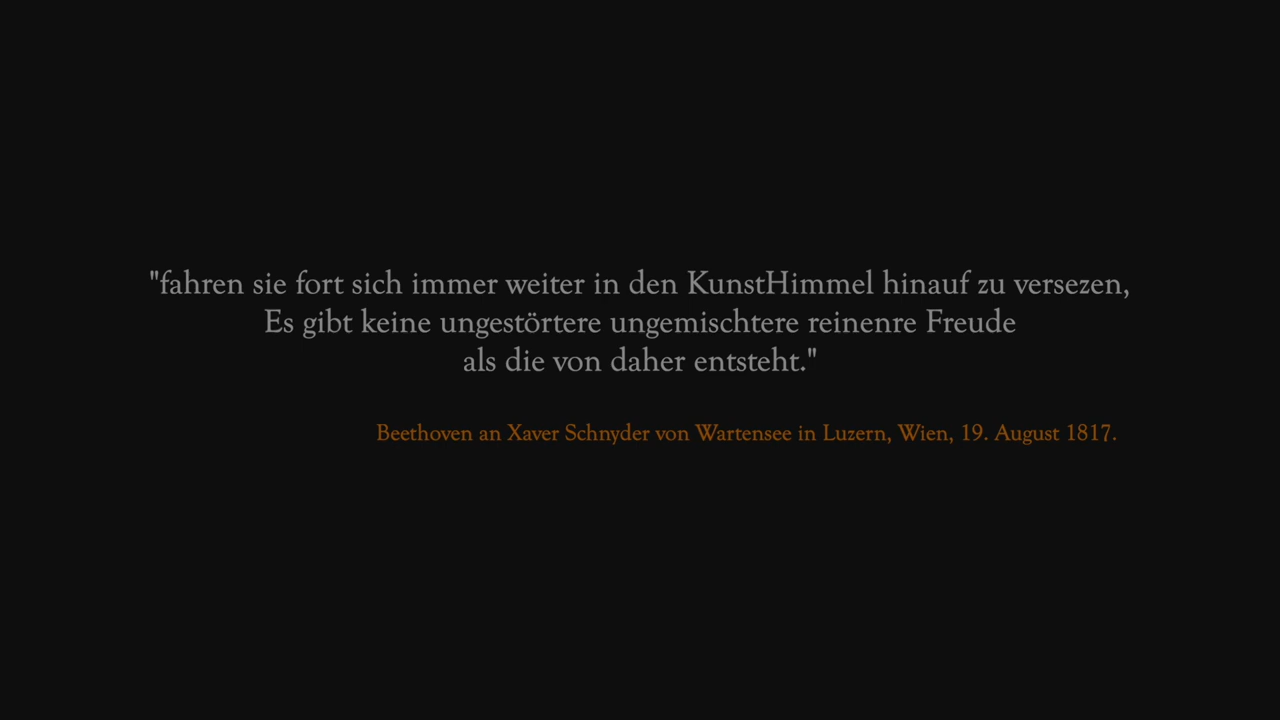 "fahren sie fort sich immer weiter in den KunstHimmel hinauf zu versezen,
Es gibt keine ungestörtere ungemischtere reinenre Freude
als die von daher entsteht."
Beethoven an Xaver Schnyder von Wartensee in Luzern, Wien, 19. August 1817.